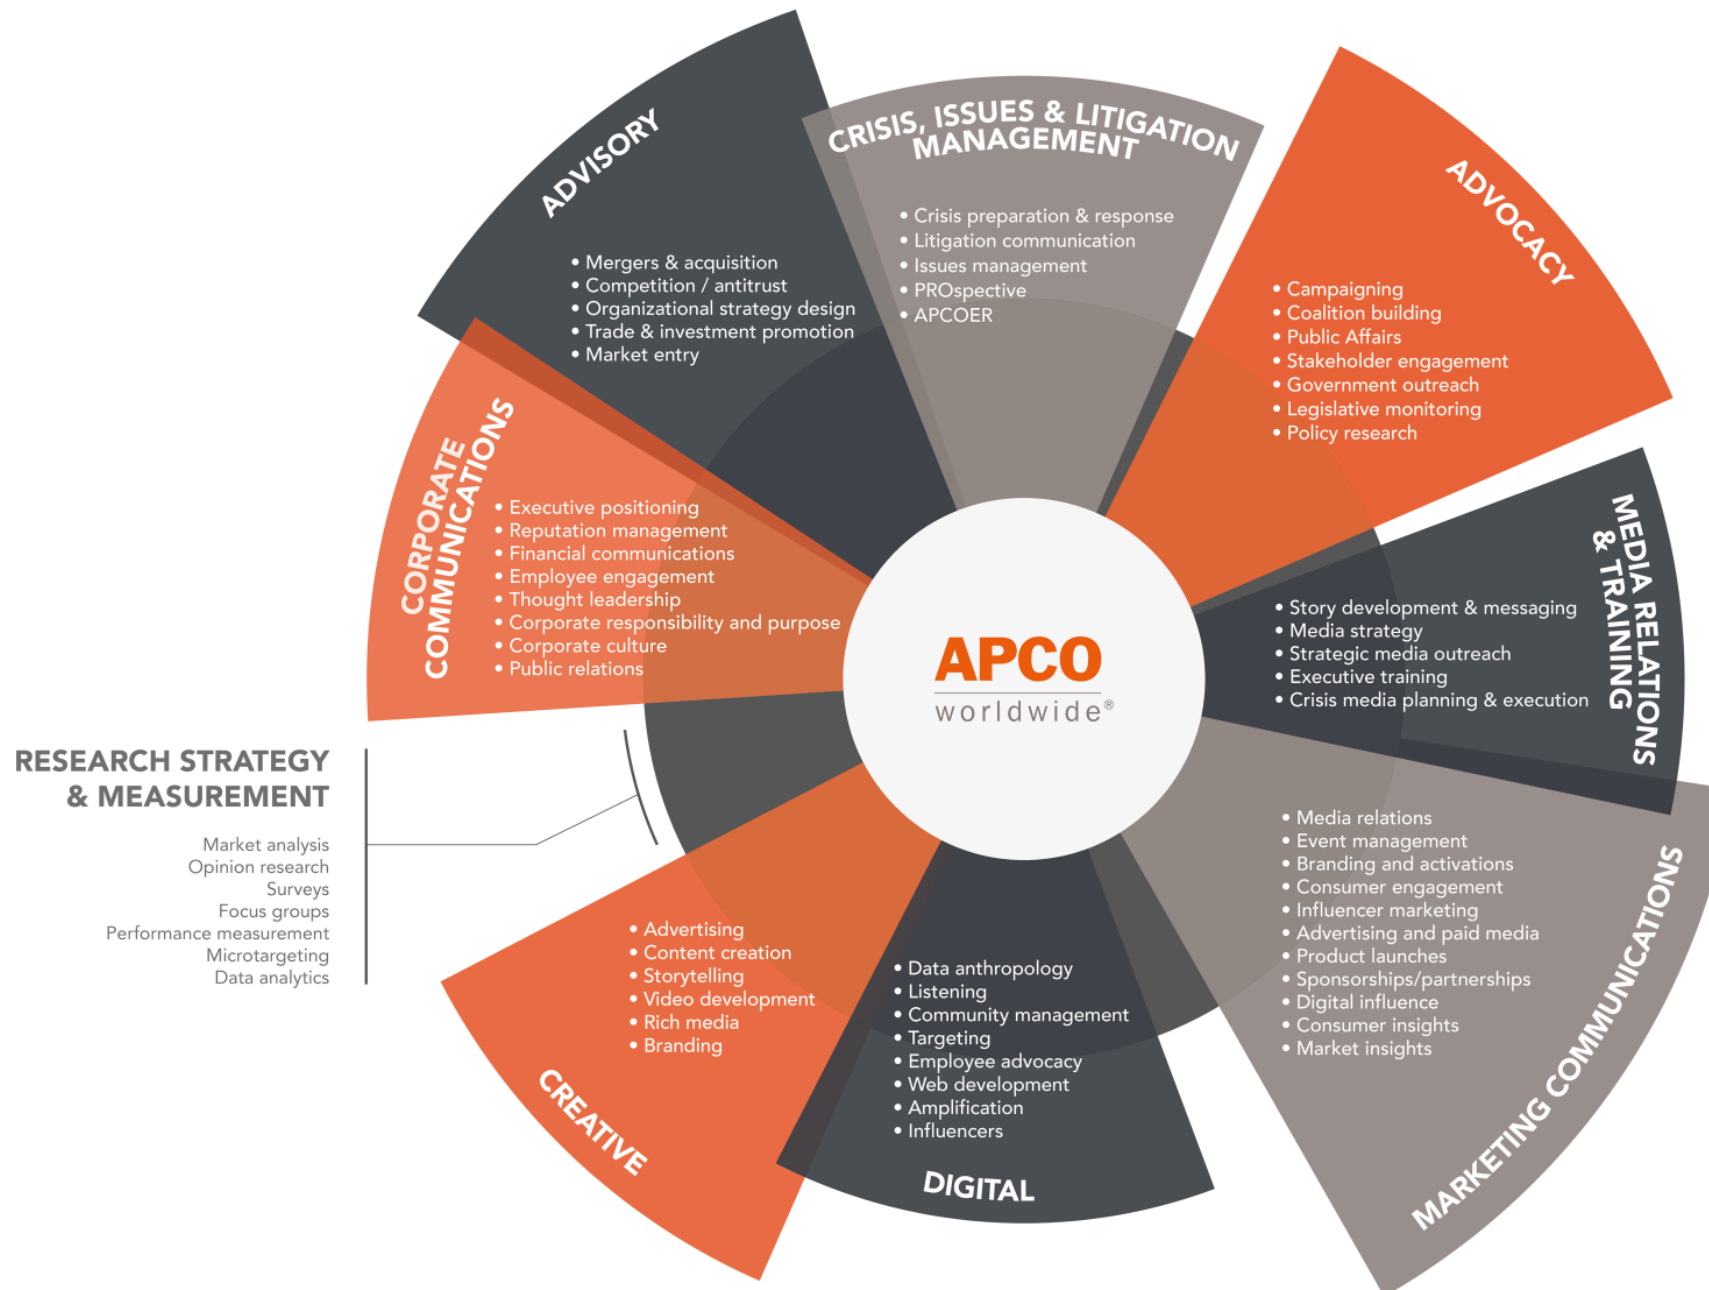 ADVISORY
• Mergers & acquisition
• Competition / antitrust
• Organizational strategy design
• Trade & investment promotion
• Market entry
CRISIS, ISSUES & LITIGATION
MANAGEMENT
• Crisis preparation & response
• Litigation communication
• Issues management
• PROspective
• APCOER
ADVOCACY
• Campaigning
• Coalition building
• Public Affairs
• Stakeholder engagement
• Government outreach
• Legislative monitoring
• Policy research
MEDIA RELATIONS
& TRAINING
• Story development & messaging
• Media strategy
• Strategic media outreach
• Executive training
• Crisis media planning & execution
MARKETING COMMUNICATIONS
• Media relations
• Event management
• Branding and activations
• Consumer engagement
• Influencer marketing
• Advertising and paid media
• Product launches
• Sponsorships/partnerships
• Digital influence
• Consumer insights
• Market insights
DIGITAL
• Data anthropology
• Listening
• Community management
• Targeting
• Employee advocacy
• Web development
• Amplification
• Influencers
CREATIVE
• Advertising
• Content creation
• Storytelling
• Video development
• Rich media
• Branding
RESEARCH STRATEGY
& MEASUREMENT
Market analysis
Opinion research
Surveys
Focus groups
Performance measurement
Microtargeting
Data analytics
CORPORATE
COMMUNICATIONS
• Executive positioning
• Reputation management
• Financial communications
• Employee engagement
• Thought leadership
• Corporate responsibility and purpose
• Corporate culture
• Public relations
APCO
worldwide®